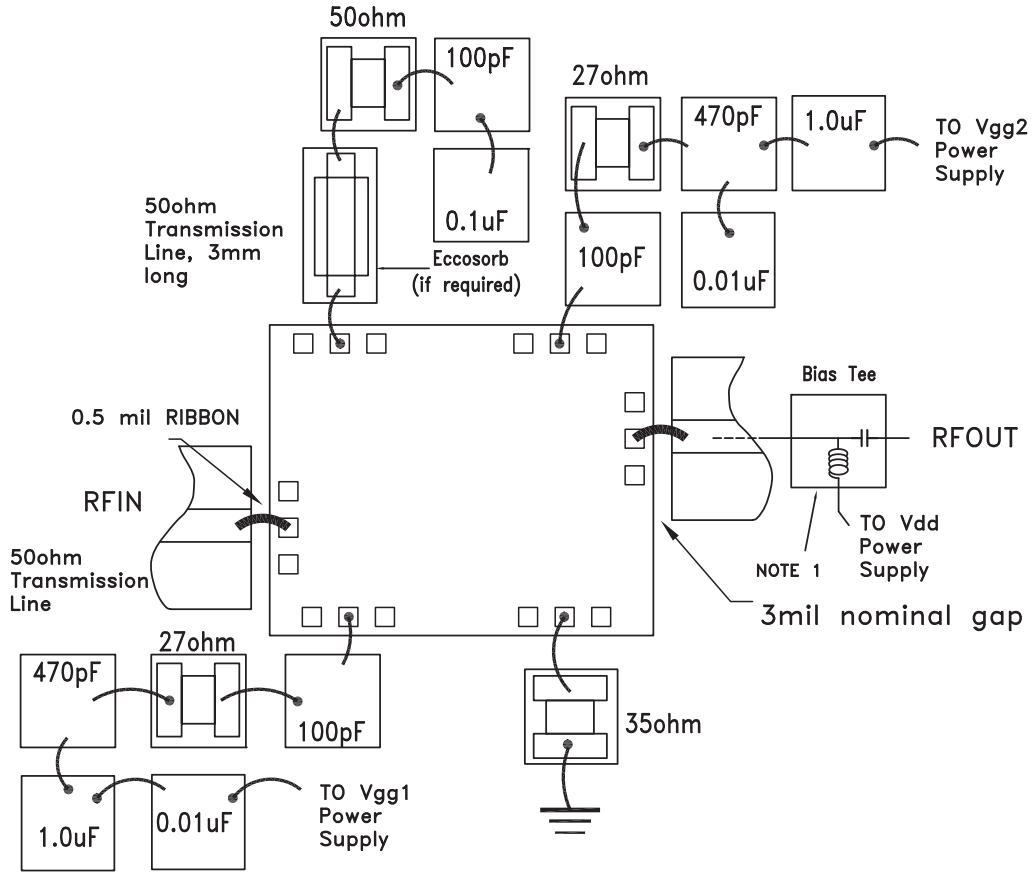 50ohm
100pF
27ohm
470pF
1.0uF
TO Vgg2
Power
Supply
50ohm
Transmission
Line, 3mm
long
0.1uF
Eccosorb
(if required)
100pF
0.01uF
Bias Tee
0.5 mil RIBBON
RFOUT
RFIN
TO Vdd
Power
Supply
NOTE 1
50ohm
Transmission
Line
3mil nominal gap
27ohm
470pF
100pF
35ohm
1.0uF
0.01uF
TO Vgg1
Power
Supply